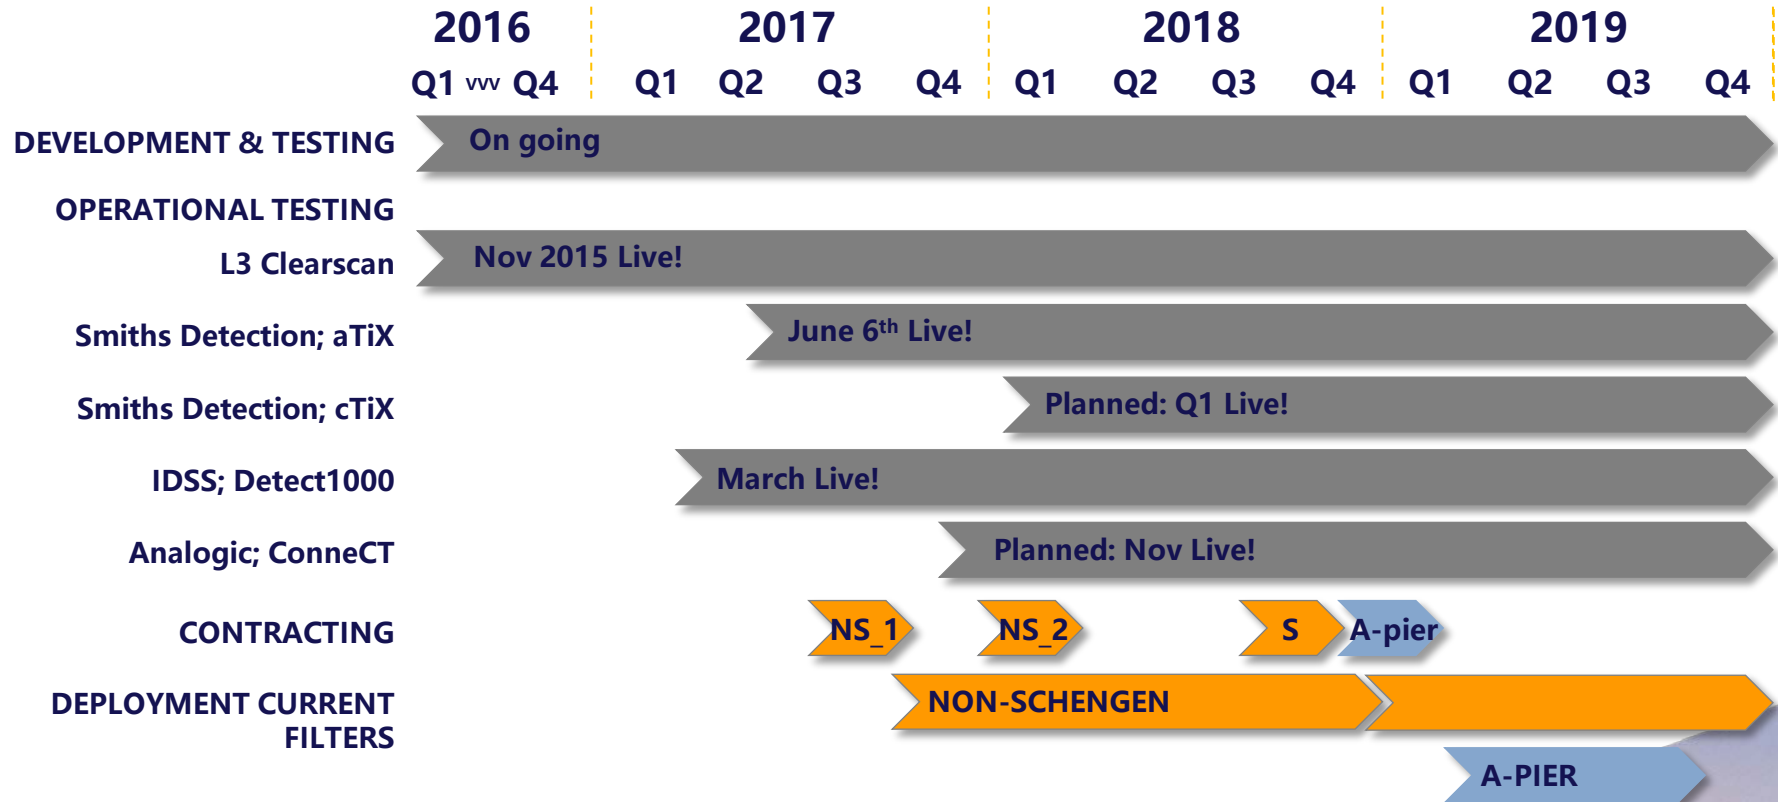 2016 2017 2018 2019
Q1 vvv Q4 Q1 Q2 Q3 Q4 Q1 Q2 Q3 Q4 Q1 Q2 Q3 Q4
DEVELOPMENT & TESTING On going
OPERATIONAL TESTING
L3 Clearscan Nov 2015 Live!
Smiths Detection; aTiX June 6th Live!
Smiths Detection; cTiX Planned: Q1 Live!
IDSS; Detect1000 March Live!
Analogic; ConneCT Planned: Nov Live!
CONTRACTING NS_1 NS_2 S A-pier
DEPLOYMENT CURRENT NON-SCHENGEN
FILTERS
A-PIER